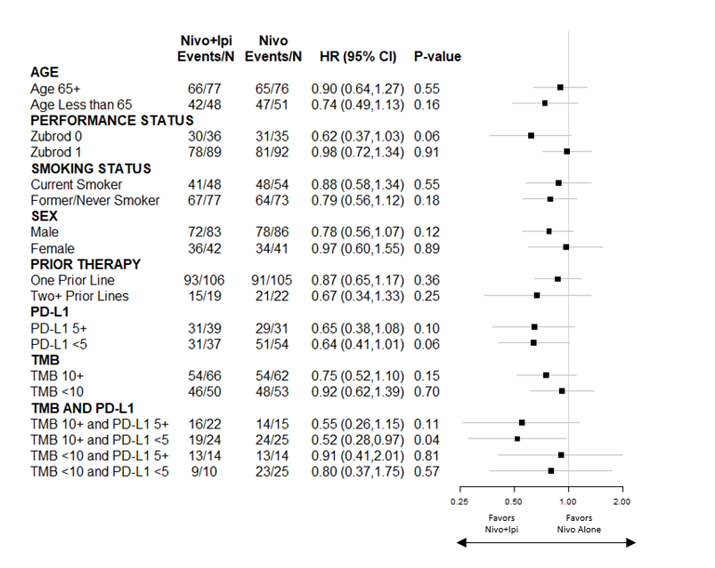 Nivo+Ipi Nivo
Events/N Events/N HR (95% CI) P-value
AGE
Age 65+ 66/77 65/76 0.90 (0.64,1.27) 0.55
Age Less than 65 42/48 47/51 0.74 (0.49,1.13) 0.16
PERFORMANCE STATUS
Zubrod 0 30/36 31/35 0.62 (0.37,1.03) 0.06
Zubrod 1 78/89 81/92 0.98 (0.72,1.34) 0.91
SMOKING STATUS
Current Smoker 41/48 48/54 0.88 (0.58,1.34) 0.55
Former/Never Smoker 67/77 64/73 0.79 (0.56,1.12) 0.18
SEX
Male 72/83 78/86 0.78 (0.56,1.07) 0.12
Female 36/42 34/41 0.97 (0.60,1.55) 0.89
PRIOR THERAPY
One Prior Line 93/106 91/105 0.87 (0.65,1.17) 0.36
Two+ Prior Lines 15/19 21/22 0.67 (0.34,1.33) 0.25
PD-L1
PD-L1 5+ 31/39 29/31 0.65 (0.38,1.08) 0.10
PD-L1 <5 31/37 51/54 0.64 (0.41,1.01) 0.06
TMB
TMB 10+ 54/66 54/62 0.75 (0.52,1.10) 0.15
TMB <10 46/50 48/53 0.92 (0.62,1.39) 0.70
TMB AND PD-L1
TMB 10+ and PD-L1 5+ 16/22 14/15 0.55 (0.26,1.15) 0.11
TMB 10+ and PD-L1 <5 19/24 24/25 0.52 (0.28,0.97) 0.04
TMB <10 and PD-L1 5+ 13/14 13/14 0.91 (0.41,2.01) 0.81
TMB <10 and PD-L1 <5 9/10 23/25 0.80 (0.37,1.75) 0.57
0.25 0.50 1.00 2.00
Favors Favors
Nivo+Ipi Nivo Alone